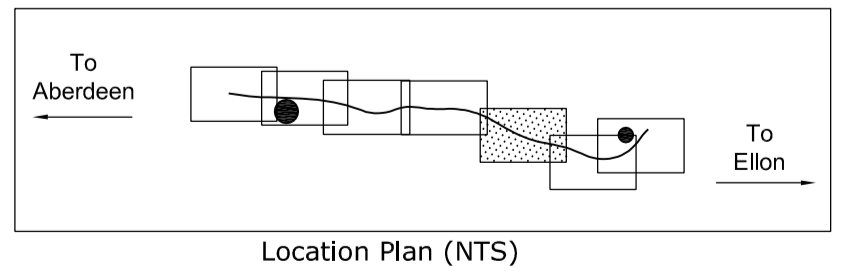 To
Aberdeen
To
Ellon
Location Plan (NTS)